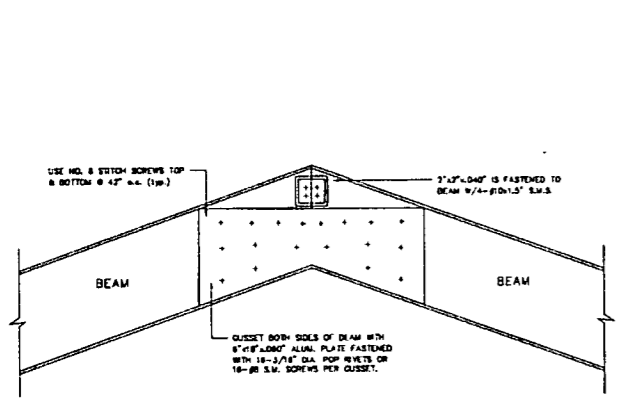 USE NO. 8 STITCH SCREWS TOP
& BOTTOM @ 42" o.c. (typ.)
2"x2"x.040" IS FASTENED TO
BEAM W/4-#10x1.5" S.M.S.
BEAM
BEAM
GUSSET BOTH SIDES OF BEAM WITH
6"x18"x.060" ALUM. PLATE FASTENED
WITH 18-3/16" DIA. POP RIVETS OR
18-#8 S.M. SCREWS PER GUSSET.